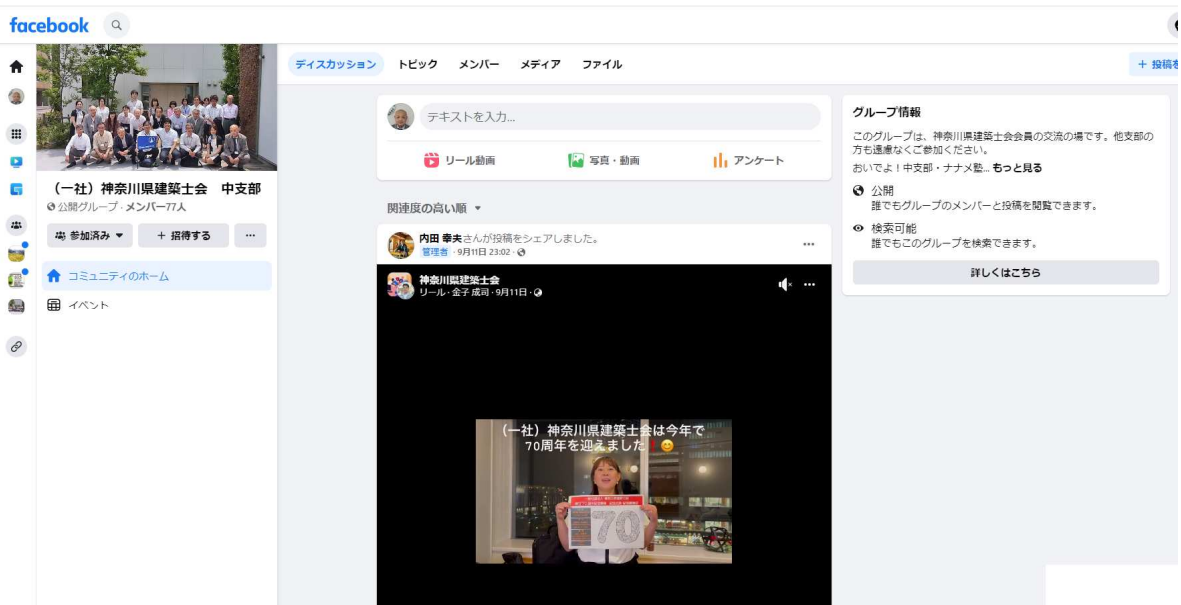 facebook
ディスカッション トピック メンバー メディア ファイル
+ 投稿を
(一社)神奈川県建築士会 中支部
公開グループ · メンバー77人
参加済み + 招待する ...
コミュニティのホーム
イベント
テキストを入力...
リール動画 写真・動画 アンケート
関連度の高い順
内田 幸夫さんが投稿をシェアしました。
管理者 · 9月11日 23:02 ·
神奈川県建築士会
リール · 金子 成司 · 9月11日 ·
(一社)神奈川県建築士会は今年で
70周年を迎えました❗😊
70
グループ情報
このグループは、神奈川県建築士会会員の交流の場です。他支部の
方も遠慮なくご参加ください。
おいでよ!中支部・ナナメ塾... もっと見る
公開
誰でもグループのメンバーと投稿を閲覧できます。
検索可能
誰でもこのグループを検索できます。
詳しくはこちら